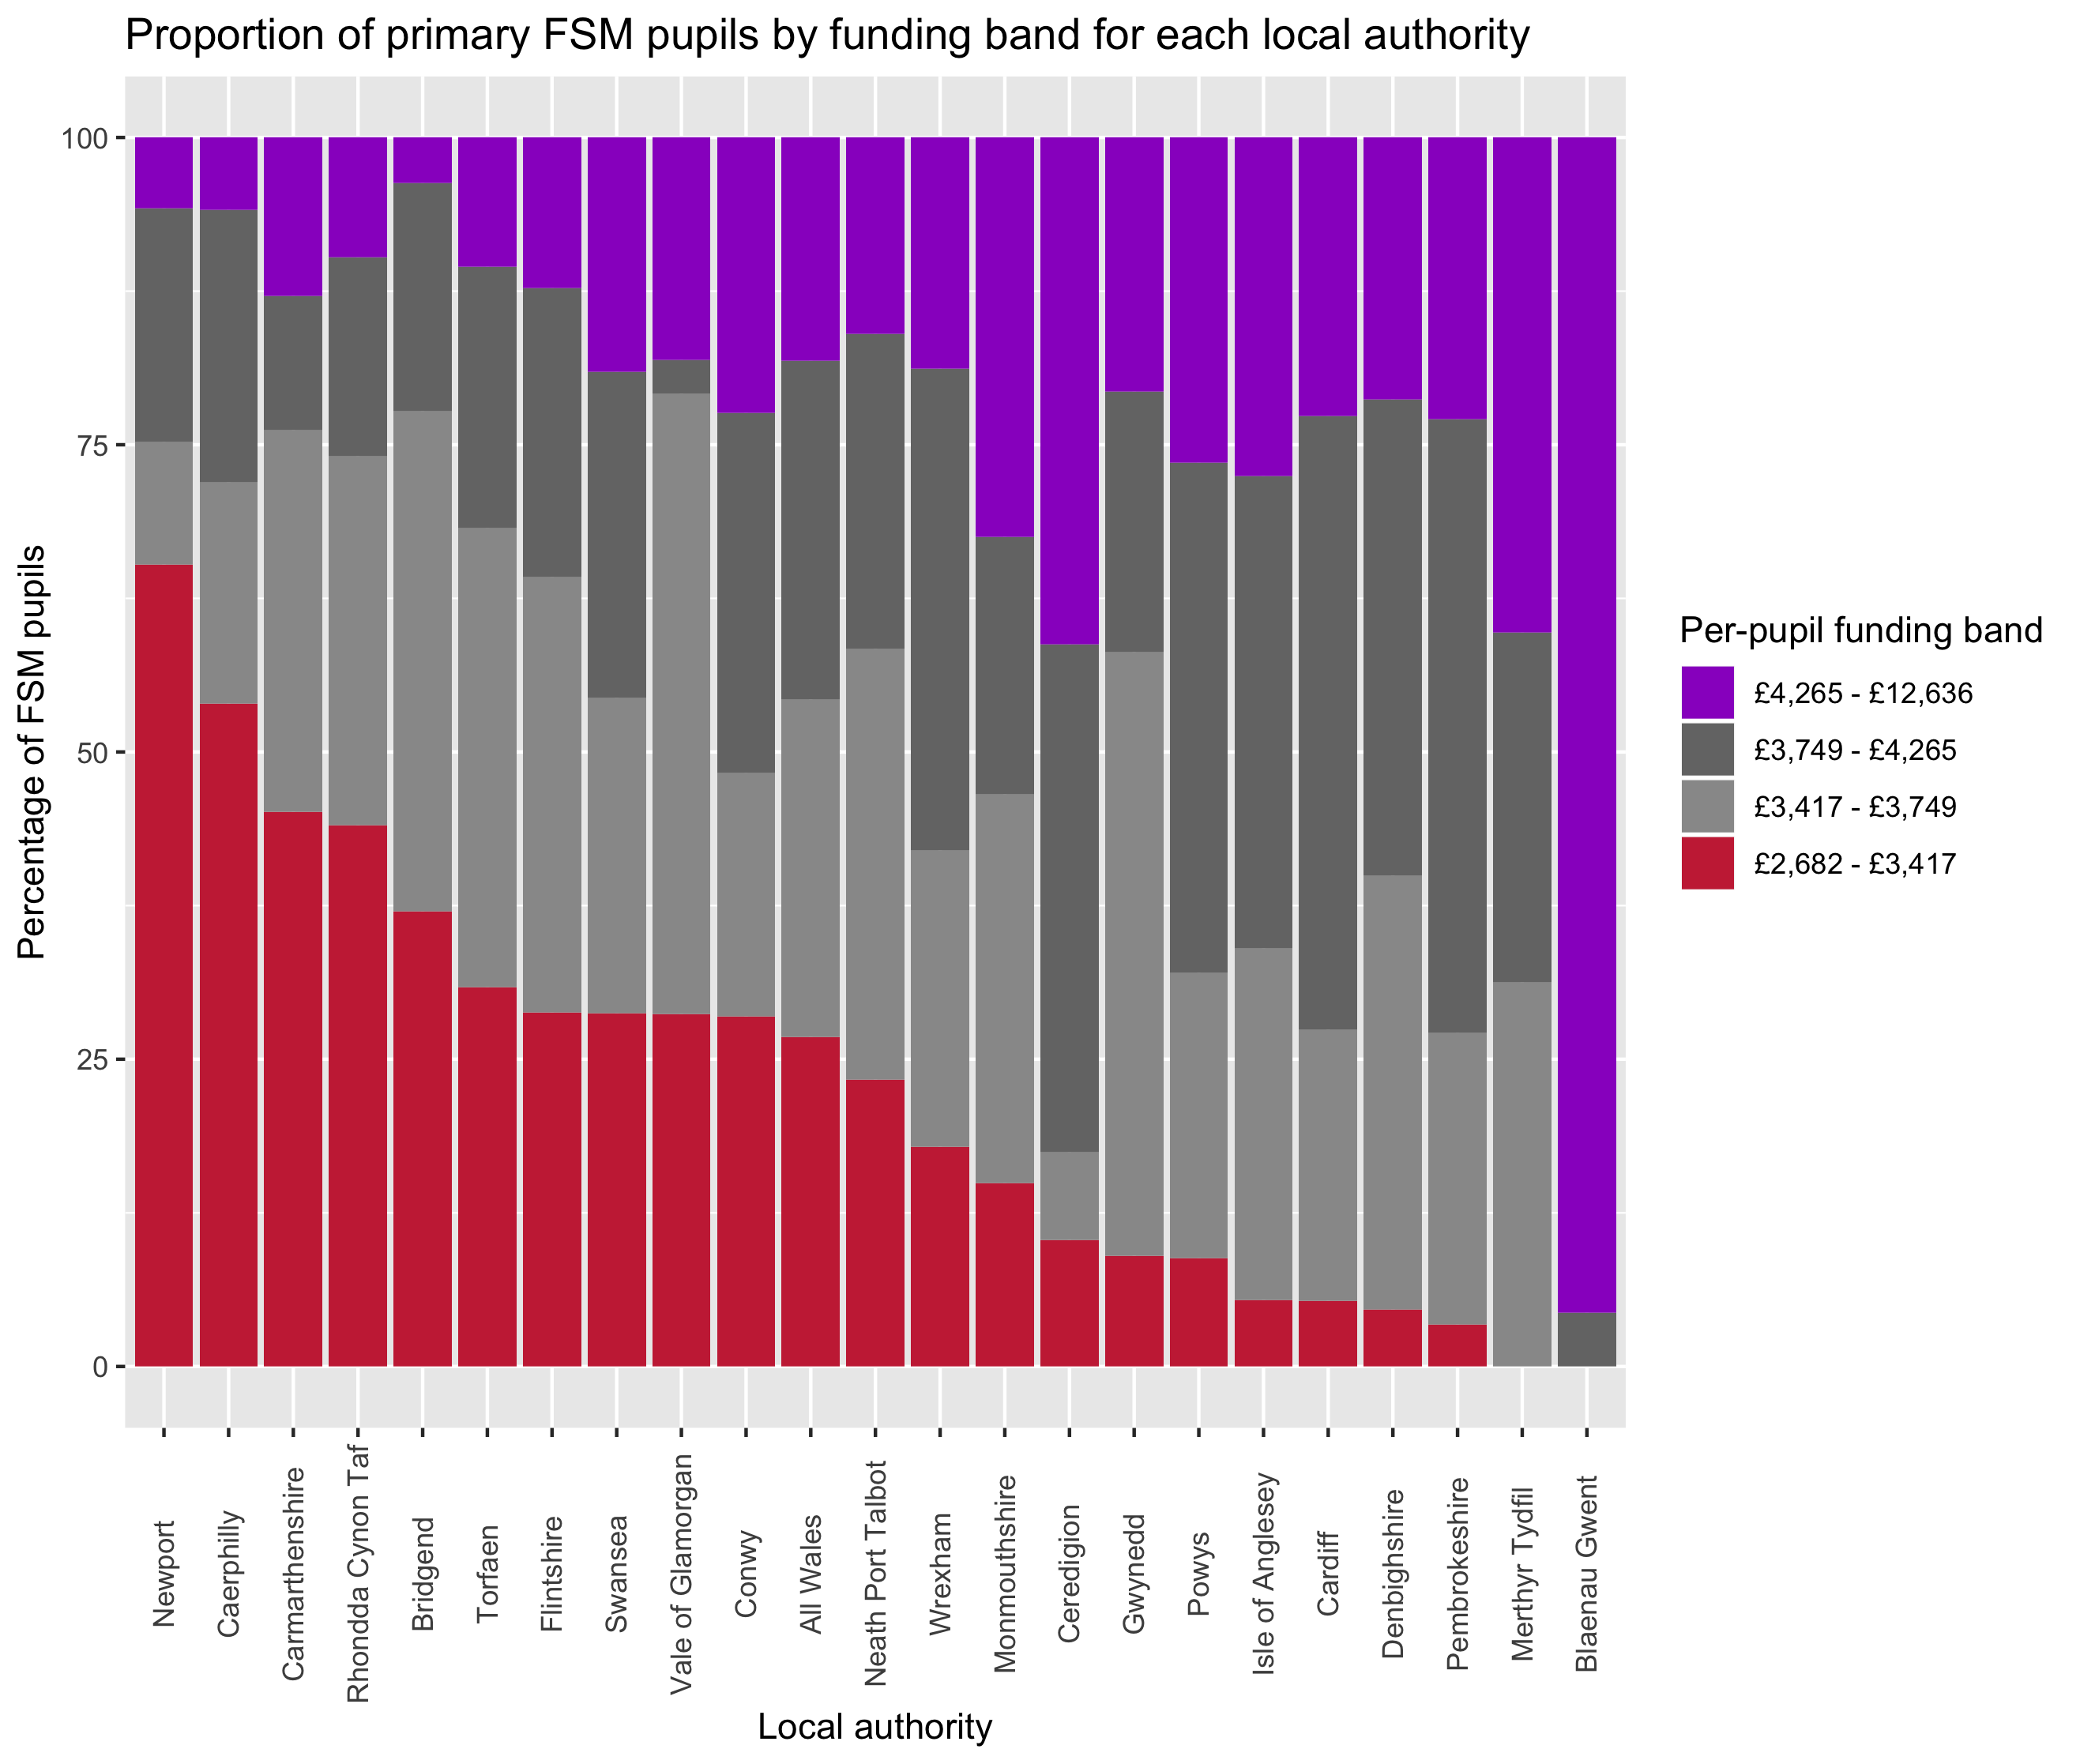 Proportion of primary FSM pupils by funding band for each local authority
100
75
50
25
0
Percentage of FSM pupils
Newport
Caerphilly
Carmarthenshire
Rhondda Cynon Taf
Bridgend
Torfaen
Flintshire
Swansea
Vale of Glamorgan
Conwy
All Wales
Neath Port Talbot
Wrexham
Monmouthshire
Ceredigion
Gwynedd
Powys
Isle of Anglesey
Cardiff
Denbighshire
Pembrokeshire
Merthyr Tydfil
Blaenau Gwent
Local authority
Per-pupil funding band
£4,265 - £12,636
£3,749 - £4,265
£3,417 - £3,749
£2,682 - £3,417